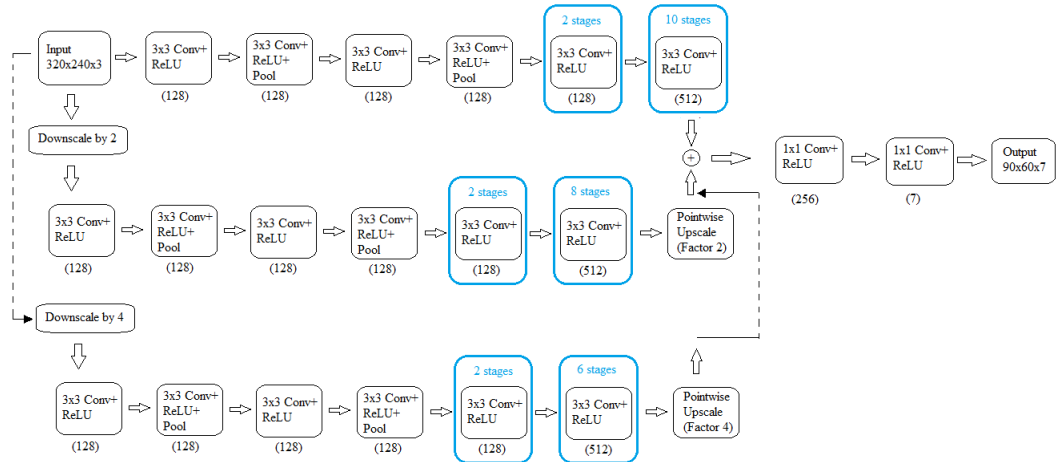 2 stages
10 stages
Input
320x240x3
3x3 Conv+
ReLU
3x3 Conv+
ReLU+
Pool
3x3 Conv+
ReLU
3x3 Conv+
ReLU+
Pool
3x3 Conv+
ReLU
3x3 Conv+
ReLU
(128)
(128)
(128)
(128)
(128)
(512)
Downscale by 2
+
1x1 Conv+
ReLU
1x1 Conv+
ReLU
Output
90x60x7
(256)
(7)
2 stages
8 stages
3x3 Conv+
ReLU
3x3 Conv+
ReLU+
Pool
3x3 Conv+
ReLU
3x3 Conv+
ReLU+
Pool
3x3 Conv+
ReLU
3x3 Conv+
ReLU
Pointwise
Upscale
(Factor 2)
(128)
(128)
(128)
(128)
(128)
(512)
Downscale by 4
2 stages
6 stages
3x3 Conv+
ReLU
3x3 Conv+
ReLU+
Pool
3x3 Conv+
ReLU
3x3 Conv+
ReLU+
Pool
3x3 Conv+
ReLU
3x3 Conv+
ReLU
Pointwise
Upscale
(Factor 4)
(128)
(128)
(128)
(128)
(128)
(512)